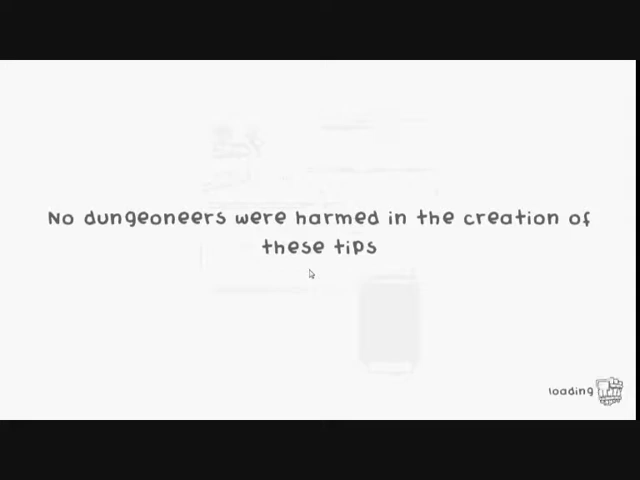 No dungeoneers were harmed in the creation of
these tips
loading